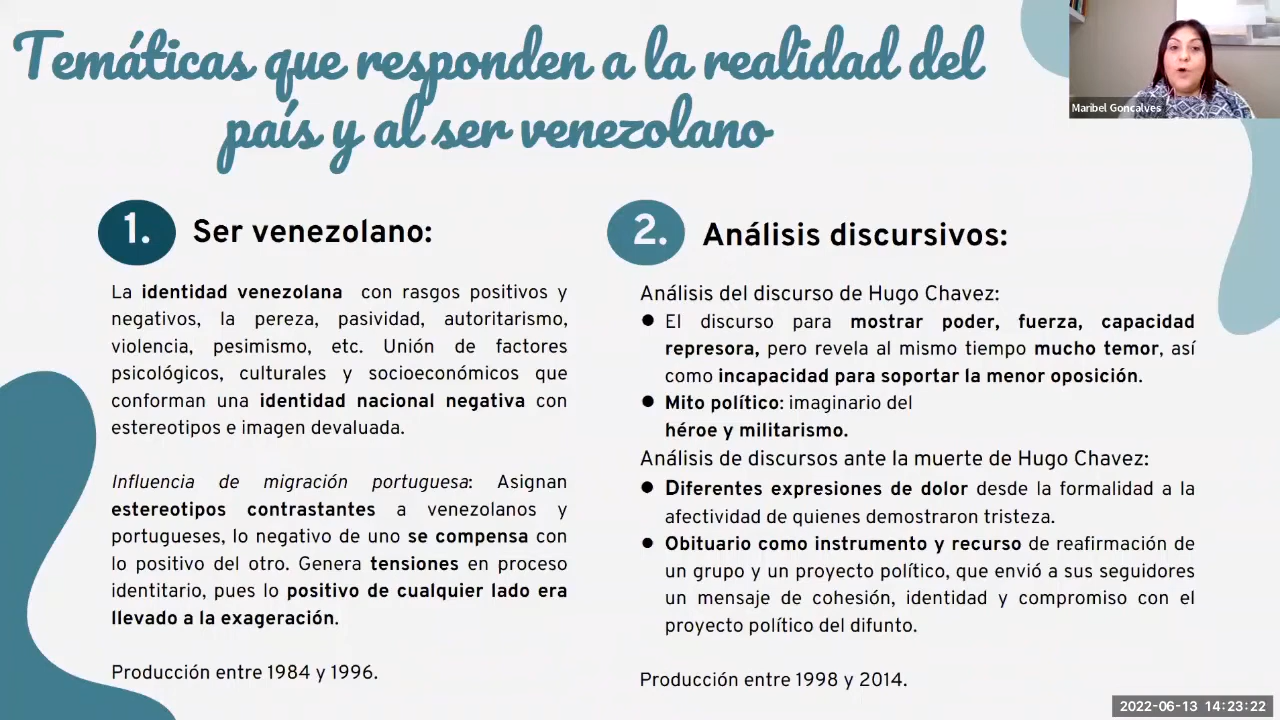 Temáticas que responden a la realidad del
país y al ser venezolano
Maribel Goncalves
1.
Ser venezolano:
La identidad venezolana con rasgos positivos y
negativos, la pereza, pasividad, autoritarismo,
violencia, pesimismo, etc. Unión de factores
psicológicos, culturales y socioeconómicos que
conforman una identidad nacional negativa con
estereotipos e imagen devaluada.
Influencia de migración portuguesa: Asignan
estereotipos contrastantes a venezolanos y
portugueses, lo negativo de uno se compensa con
lo positivo del otro. Genera tensiones en proceso
identitario, pues lo positivo de cualquier lado era
llevado a la exageración.
Producción entre 1984 y 1996.
2.
Análisis discursivos:
Análisis del discurso de Hugo Chavez:
● El discurso para mostrar poder, fuerza, capacidad
represora, pero revela al mismo tiempo mucho temor, así
como incapacidad para soportar la menor oposición.
● Mito político: imaginario del
héroe y militarismo.
Análisis de discursos ante la muerte de Hugo Chavez:
● Diferentes expresiones de dolor desde la formalidad a la
afectividad de quienes demostraron tristeza.
● Obituario como instrumento y recurso de reafirmación de
un grupo y un proyecto político, que envió a sus seguidores
un mensaje de cohesión, identidad y compromiso con el
proyecto político del difunto.
Producción entre 1998 y 2014.
2022-06-13 14:23:22